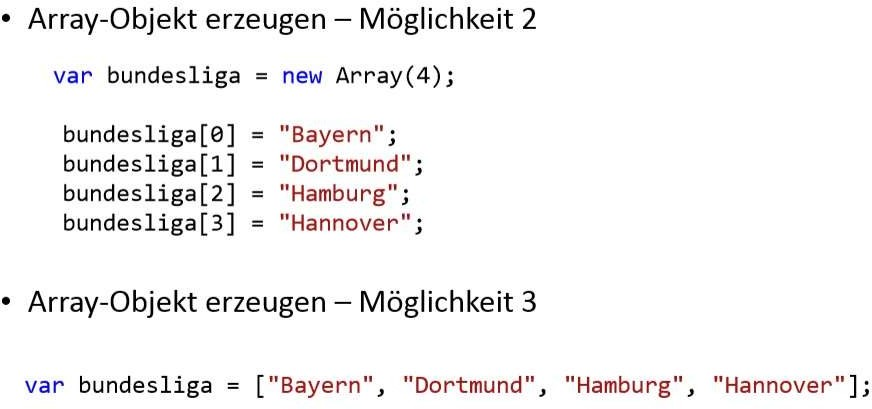 • Array-Objekt erzeugen – Möglichkeit 2
var bundesliga = new Array(4);
bundesliga[0] = "Bayern";
bundesliga[1] = "Dortmund";
bundesliga[2] = "Hamburg";
bundesliga[3] = "Hannover";
• Array-Objekt erzeugen – Möglichkeit 3
var bundesliga = ["Bayern", "Dortmund", "Hamburg", "Hannover"];